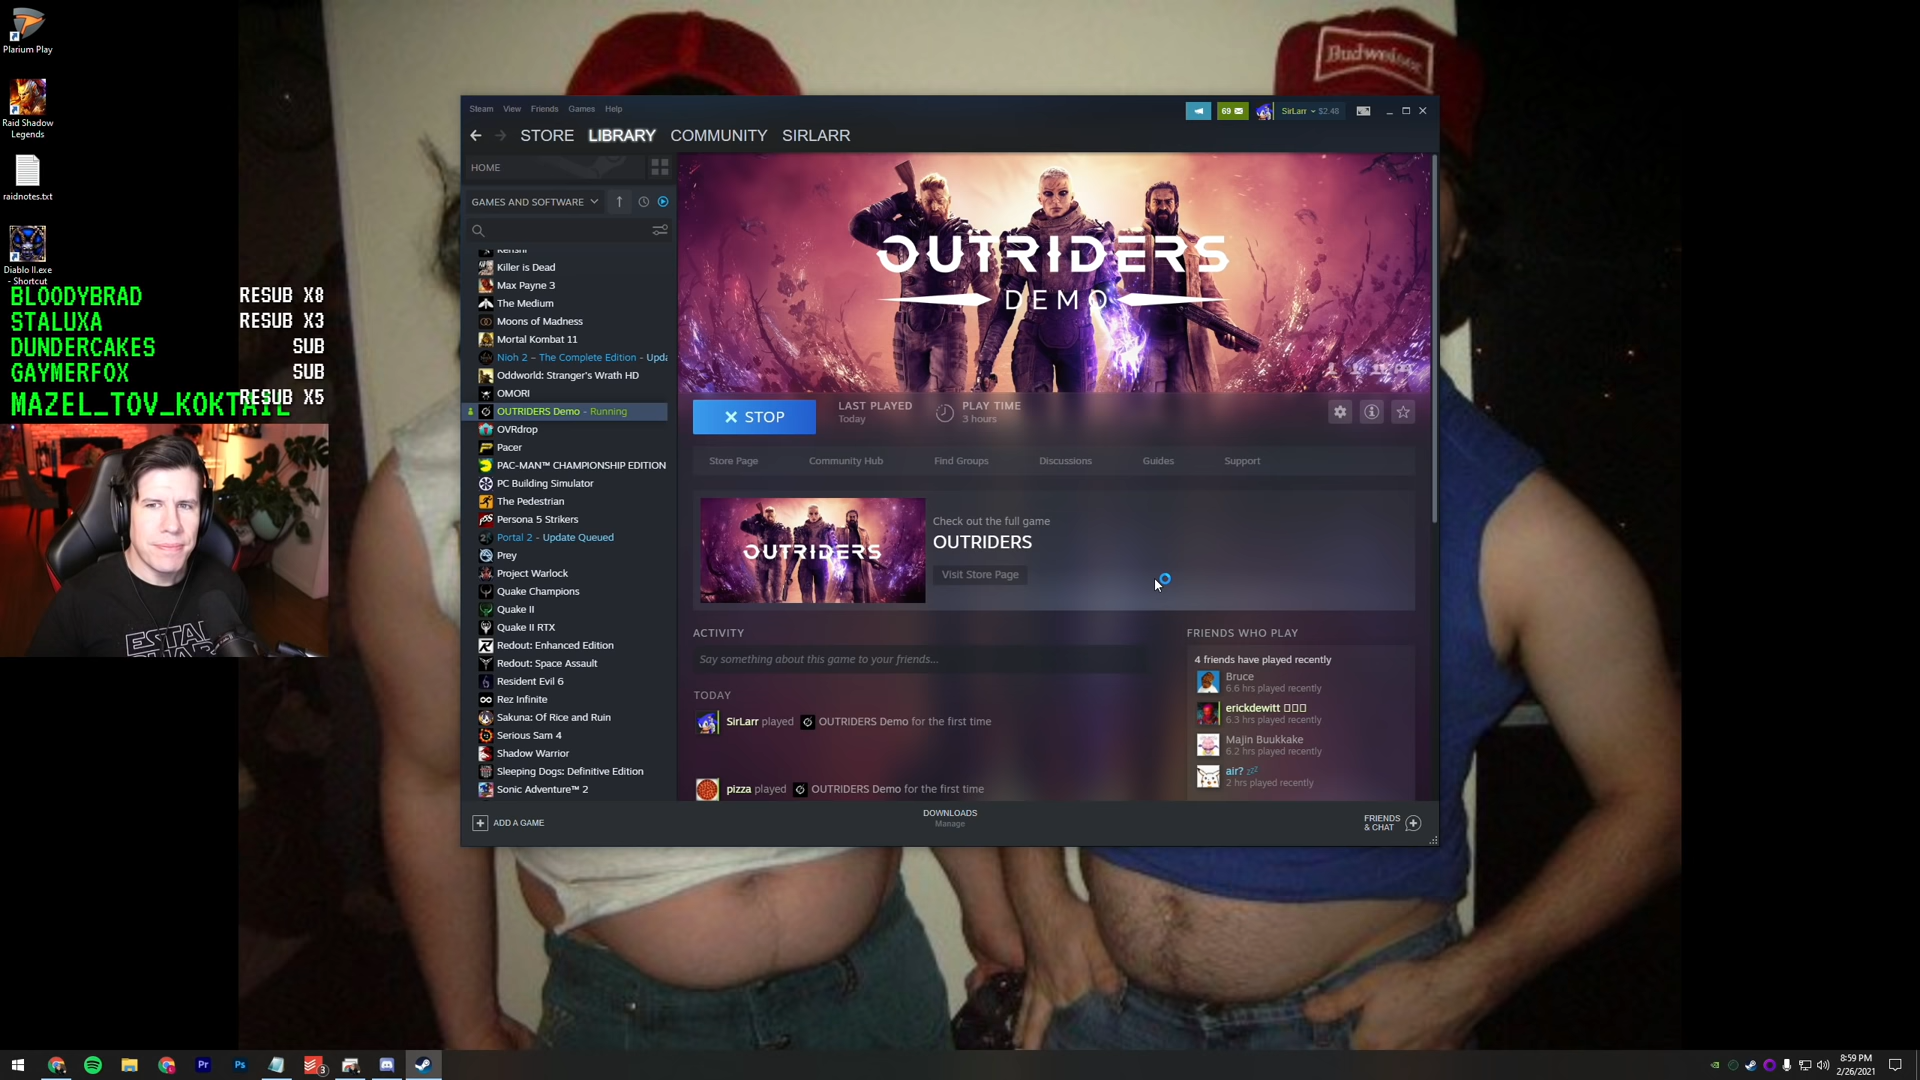 Plarium Play
Raid Shadow
Legends
raidnotes.txt
Diablo II.exe
- Shortcut
BLOODYBRAD RESUB X8
STALUXA RESUB X3
DUNDERCAKES SUB
GAYMERFOX SUB
MAZEL_TOV_KOKTAIL RESUB X5
Budweiser
Steam View Friends Games Help
69 SirLarr $2.48
STORE LIBRARY COMMUNITY SIRLARR
HOME
GAMES AND SOFTWARE
Killer is Dead
Max Payne 3
The Medium
Moons of Madness
Mortal Kombat 11
Nioh 2 – The Complete Edition - Upda
Oddworld: Stranger's Wrath HD
OMORI
OUTRIDERS Demo - Running
OVRdrop
Pacer
PAC-MAN™ CHAMPIONSHIP EDITION
PC Building Simulator
The Pedestrian
Persona 5 Strikers
Portal 2 - Update Queued
Prey
Project Warlock
Quake Champions
Quake II
Quake II RTX
Redout: Enhanced Edition
Redout: Space Assault
Resident Evil 6
Rez Infinite
Sakuna: Of Rice and Ruin
Serious Sam 4
Shadow Warrior
Sleeping Dogs: Definitive Edition
Sonic Adventure™ 2
OUTRIDERS
DEMO
STOP
LAST PLAYED
Today
PLAY TIME
3 hours
Store Page Community Hub Find Groups Discussions Guides Support
OUTRIDERS
Check out the full game
OUTRIDERS
Visit Store Page
ACTIVITY
Say something about this game to your friends...
TODAY
SirLarr played OUTRIDERS Demo for the first time
pizza played OUTRIDERS Demo for the first time
FRIENDS WHO PLAY
4 friends have played recently
Bruce
6.6 hrs played recently
erickdewitt
6.3 hrs played recently
Majin Buukkake
6.2 hrs played recently
air? zzz
2 hrs played recently
ADD A GAME
DOWNLOADS
Manage
FRIENDS
& CHAT
Pr
Ps
3
8:59 PM
2/26/2021